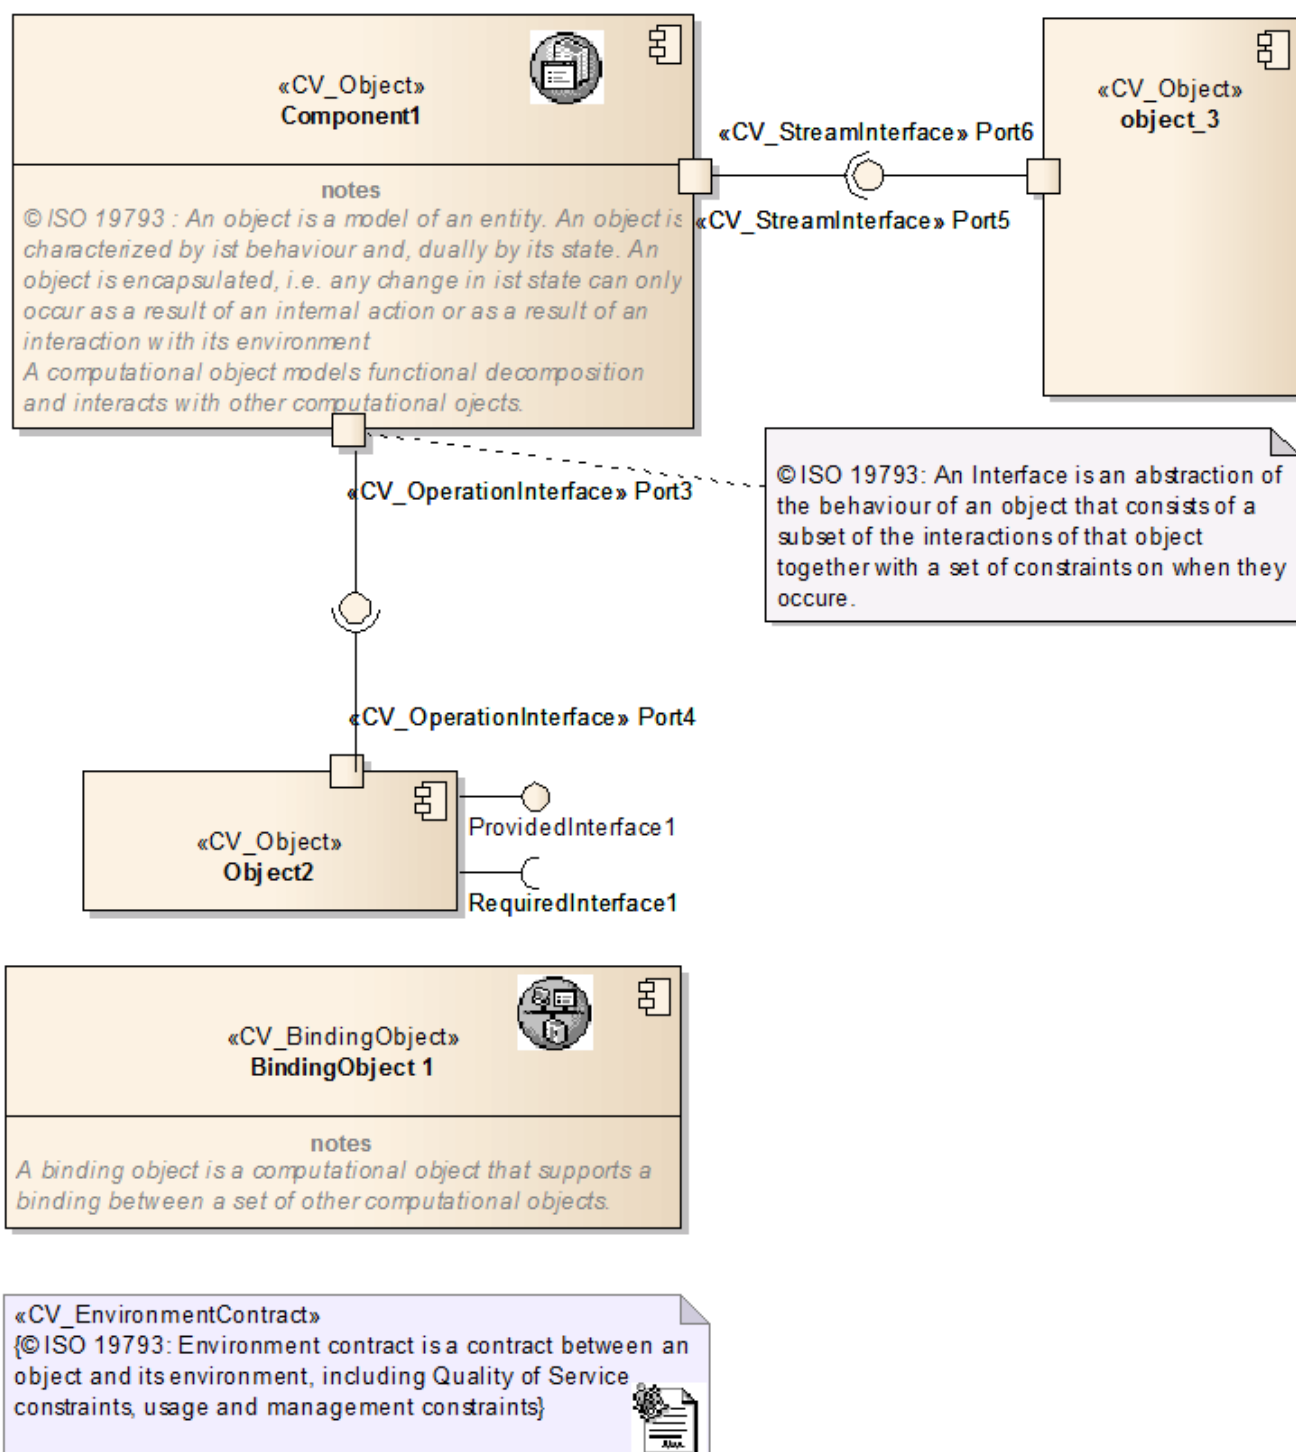 «CV_Object»
Component1
notes
© ISO 19793 : An object is a model of an entity. An object is
characterized by ist behaviour and, dually by its state. An
object is encapsulated, i.e. any change in ist state can only
occur as a result of an internal action or as a result of an
interaction with its environment
A computational object models functional decomposition
and interacts with other computational ojects.
«CV_StreamInterface» Port6
«CV_StreamInterface» Port5
«CV_Object»
object_3
«CV_OperationInterface» Port3
© ISO 19793: An Interface is an abstraction of
the behaviour of an object that consists of a
subset of the interactions of that object
together with a set of constraints on when they
occure.
«CV_OperationInterface» Port4
«CV_Object»
Object2
ProvidedInterface1
RequiredInterface1
«CV_BindingObject»
BindingObject 1
notes
A binding object is a computational object that supports a
binding between a set of other computational objects.
«CV_EnvironmentContract»
{© ISO 19793: Environment contract is a contract between an
object and its environment, including Quality of Service
constraints, usage and management constraints}